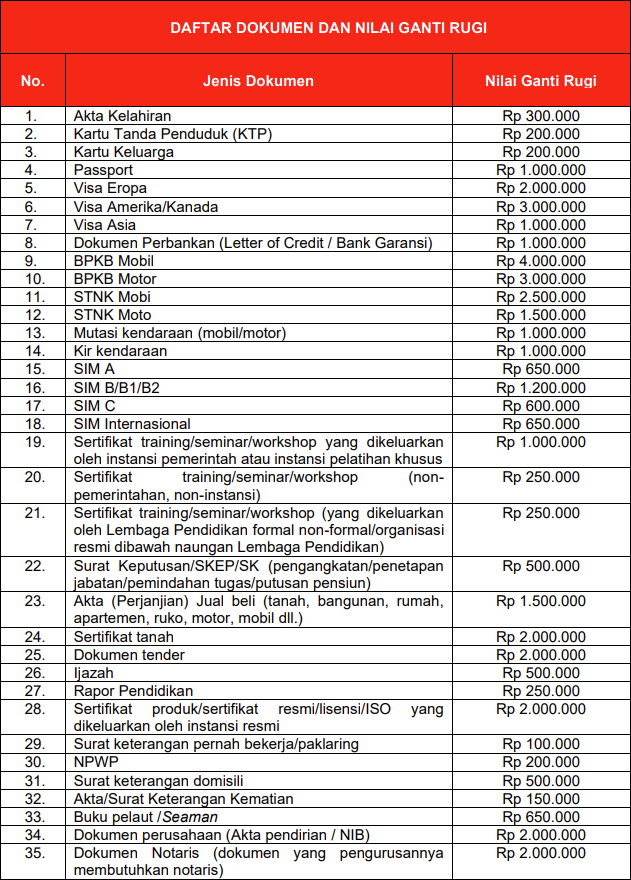 DAFTAR DOKUMEN DAN NILAI GANTI RUGI
No. Jenis Dokumen Nilai Ganti Rugi
1. Akta Kelahiran Rp 300.000
2. Kartu Tanda Penduduk (KTP) Rp 200.000
3. Kartu Keluarga Rp 200.000
4. Passport Rp 1.000.000
5. Visa Eropa Rp 2.000.000
6. Visa Amerika/Kanada Rp 3.000.000
7. Visa Asia Rp 1.000.000
8. Dokumen Perbankan (Letter of Credit / Bank Garansi) Rp 1.000.000
9. BPKB Mobil Rp 4.000.000
10. BPKB Motor Rp 3.000.000
11. STNK Mobi Rp 2.500.000
12. STNK Moto Rp 1.500.000
13. Mutasi kendaraan (mobil/motor) Rp 1.000.000
14. Kir kendaraan Rp 1.000.000
15. SIM A Rp 650.000
16. SIM B/B1/B2 Rp 1.200.000
17. SIM C Rp 600.000
18. SIM Internasional Rp 650.000
19. Sertifikat training/seminar/workshop yang dikeluarkan Rp 1.000.000
oleh instansi pemerintah atau instansi pelatihan khusus
20. Sertifikat training/seminar/workshop (non- Rp 250.000
pemerintahan, non-instansi)
21. Sertifikat training/seminar/workshop (yang dikeluarkan Rp 250.000
oleh Lembaga Pendidikan formal non-formal/organisasi
resmi dibawah naungan Lembaga Pendidikan)
22. Surat Keputusan/SKEP/SK (pengangkatan/penetapan Rp 500.000
jabatan/pemindahan tugas/putusan pensiun)
23. Akta (Perjanjian) Jual beli (tanah, bangunan, rumah, Rp 1.500.000
apartemen, ruko, motor, mobil dll.)
24. Sertifikat tanah Rp 2.000.000
25. Dokumen tender Rp 2.000.000
26. Ijazah Rp 500.000
27. Rapor Pendidikan Rp 250.000
28. Sertifikat produk/sertifikat resmi/lisensi/ISO yang Rp 2.000.000
dikeluarkan oleh instansi resmi
29. Surat keterangan pernah bekerja/paklaring Rp 100.000
30. NPWP Rp 200.000
31. Surat keterangan domisili Rp 500.000
32. Akta/Surat Keterangan Kematian Rp 150.000
33. Buku pelaut /Seaman Rp 650.000
34. Dokumen perusahaan (Akta pendirian / NIB) Rp 2.000.000
35. Dokumen Notaris (dokumen yang pengurusannya Rp 2.000.000
membutuhkan notaris)